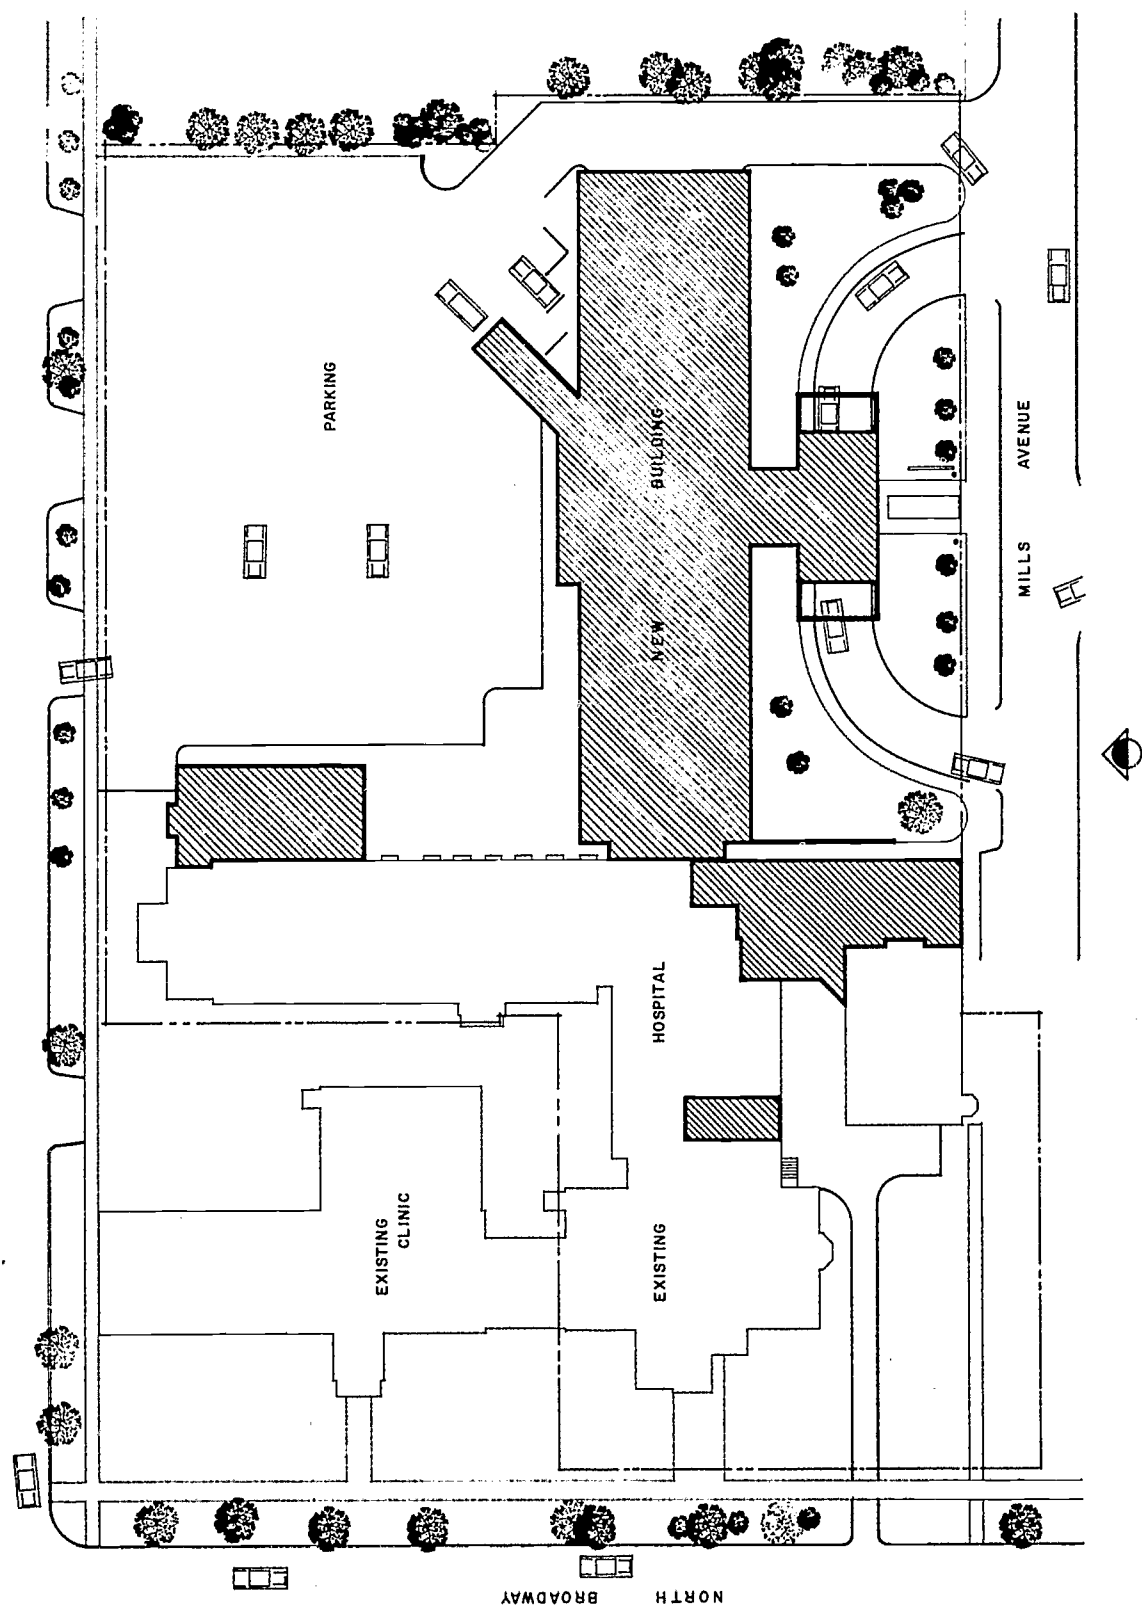 PARKING
NEW BUILDING
MILLS AVENUE
EXISTING HOSPITAL
EXISTING
CLINIC
NORTH BROADWAY